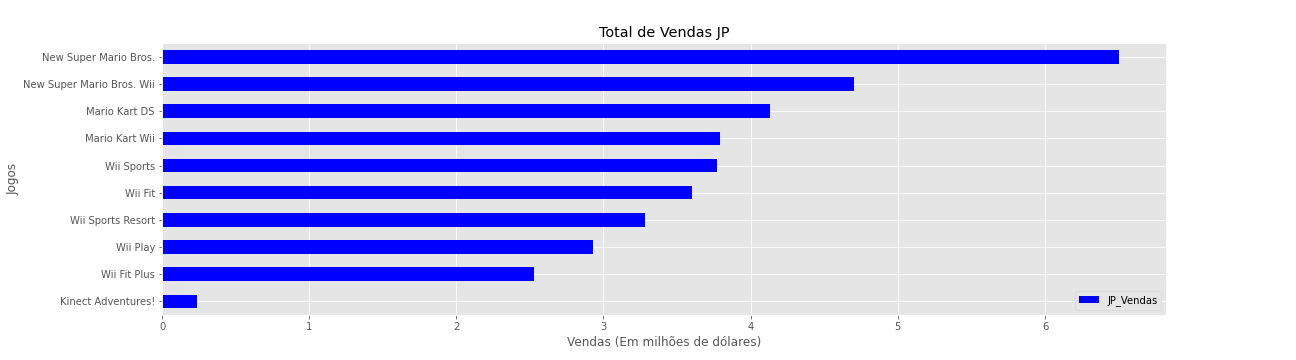 Total de Vendas JP
New Super Mario Bros.
New Super Mario Bros. Wii
Mario Kart DS
Mario Kart Wii
Wii Sports
Wii Fit
Wii Sports Resort
Wii Play
Wii Fit Plus
Kinect Adventures!
Jogos
JP_Vendas
0 1 2 3 4 5 6
Vendas (Em milhões de dólares)